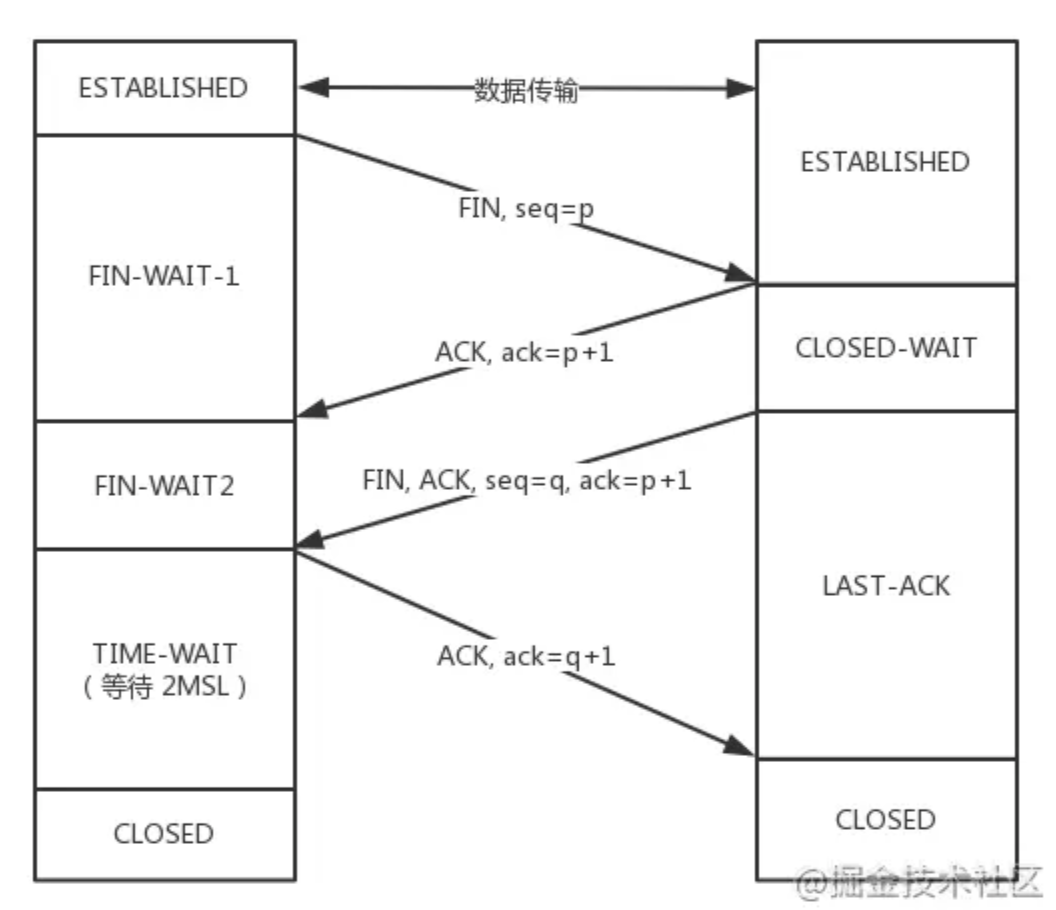 ESTABLISHED
数据传输
ESTABLISHED
FIN, seq=p
FIN-WAIT-1
ACK, ack=p+1
CLOSED-WAIT
FIN-WAIT2
FIN, ACK, seq=q, ack=p+1
LAST-ACK
TIME-WAIT
（等待 2MSL）
ACK, ack=q+1
CLOSED
CLOSED
@掘金技术社区